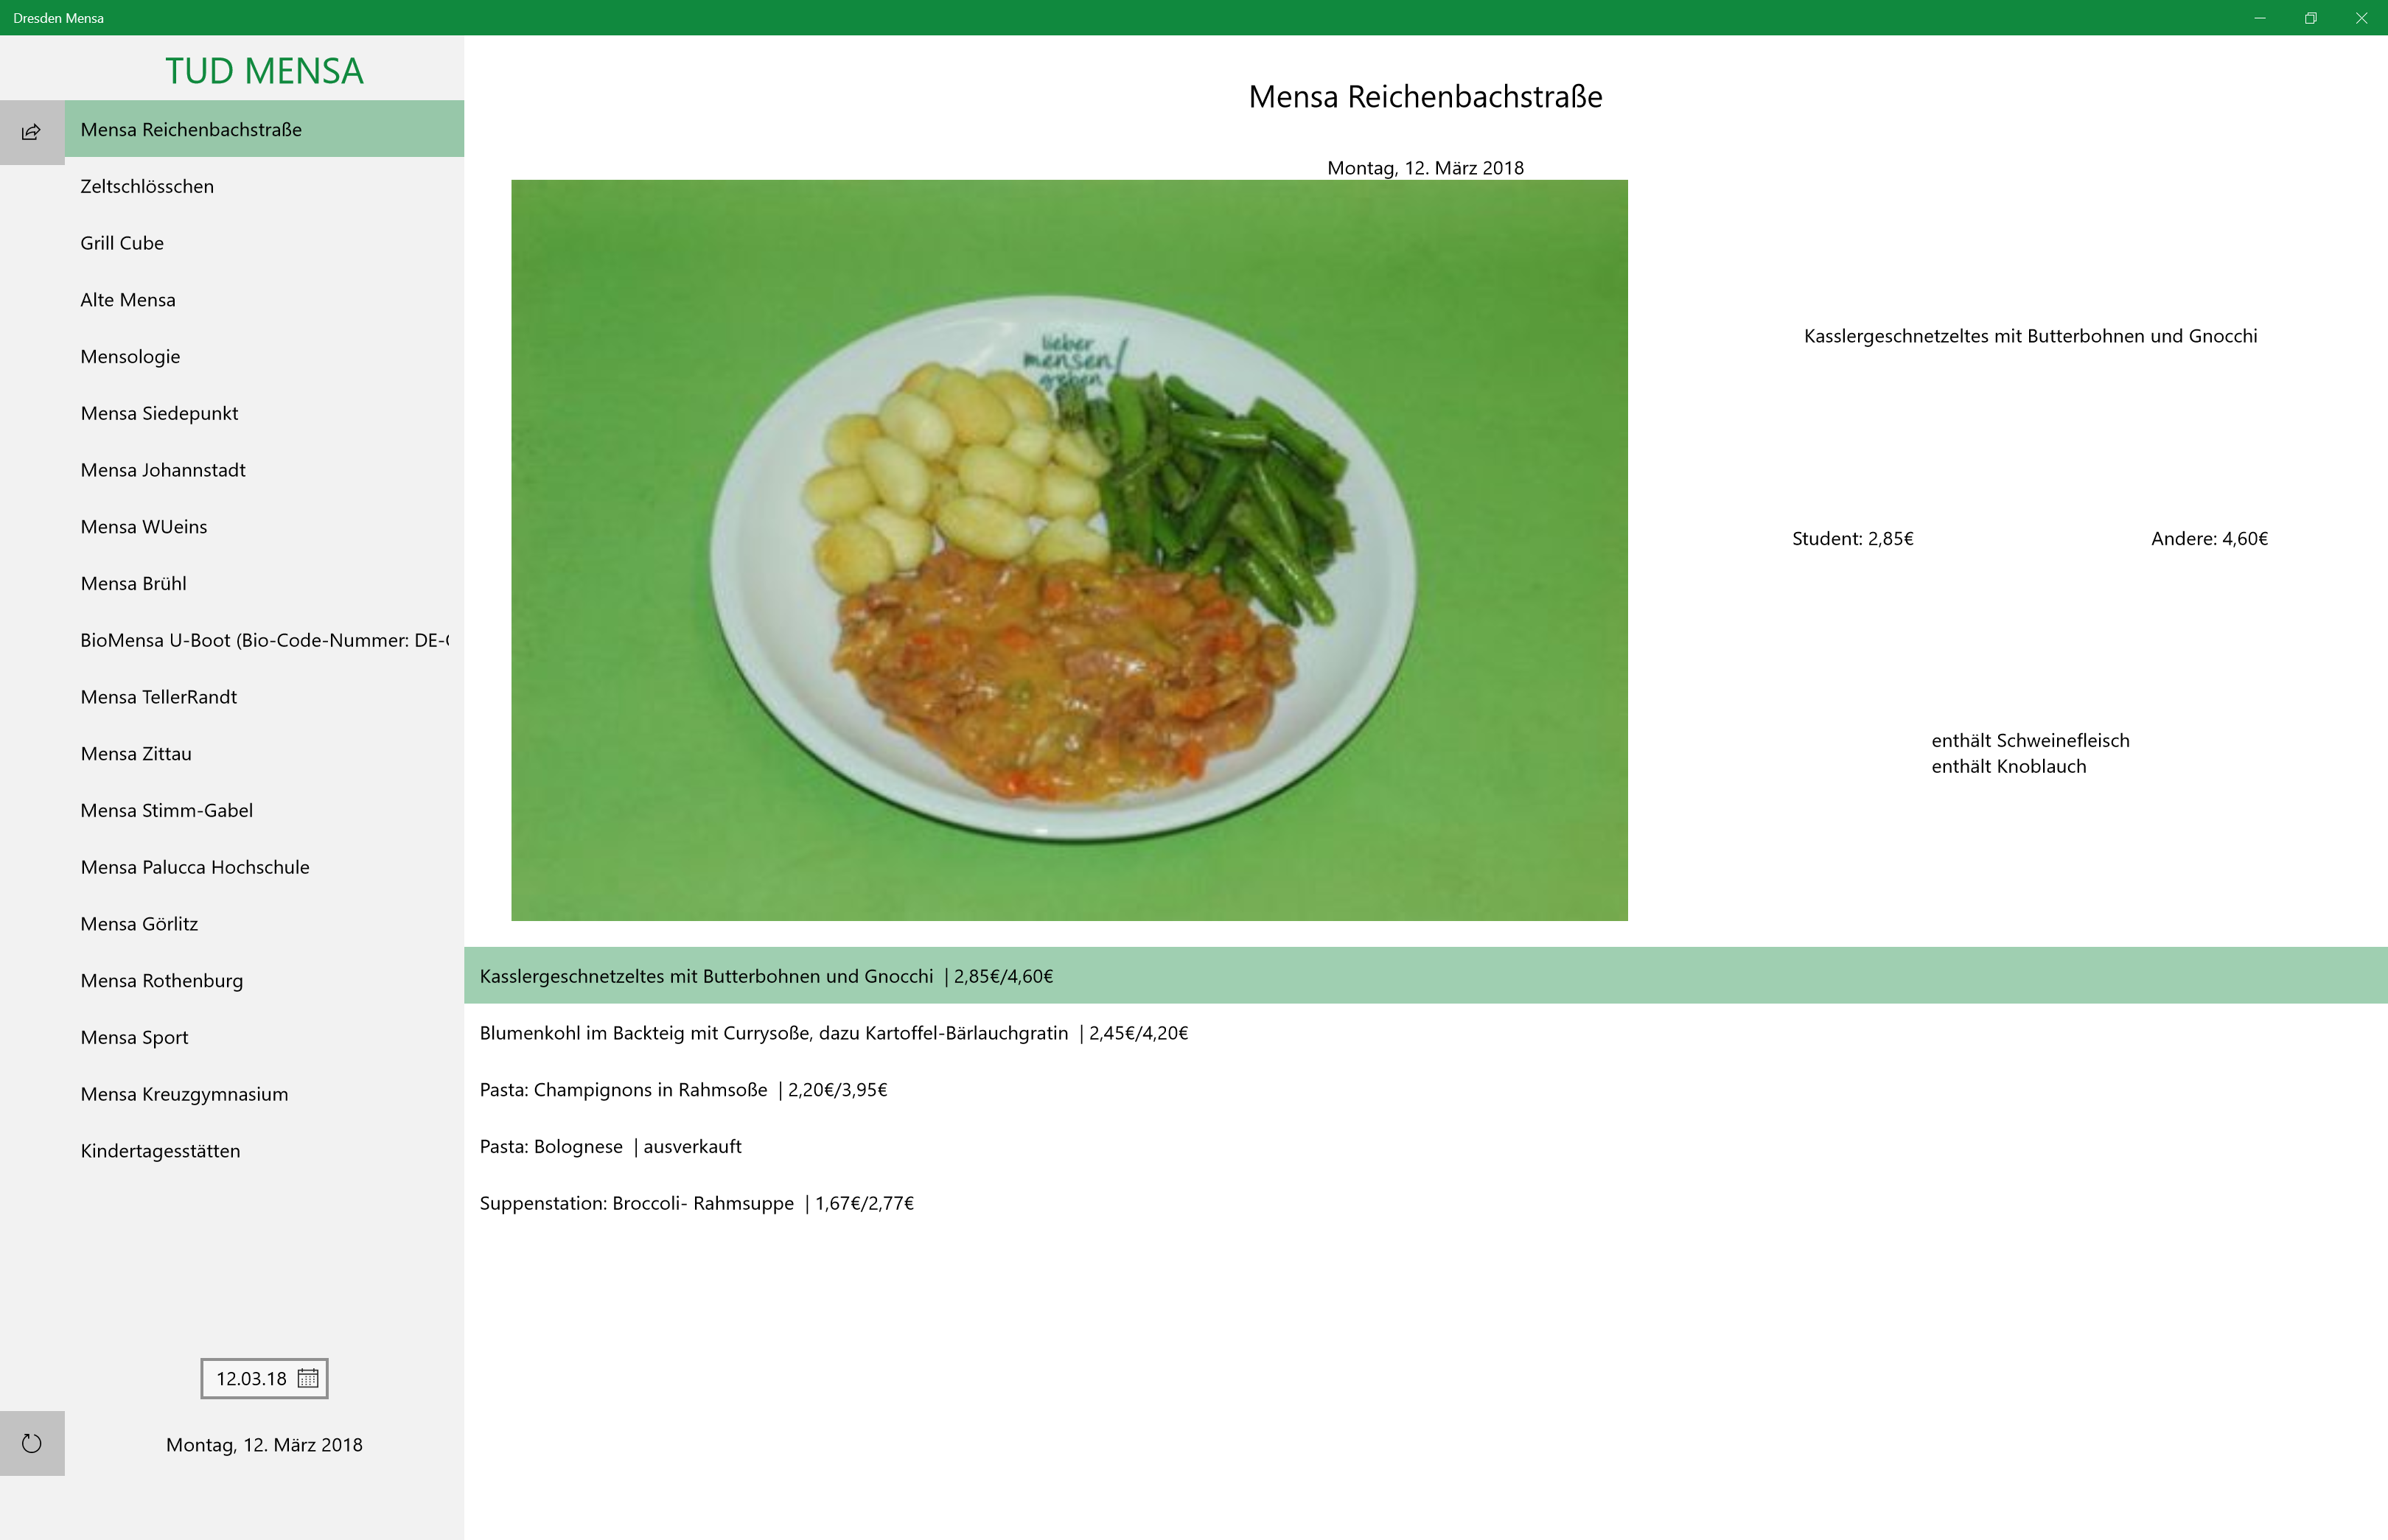 Dresden Mensa
TUD MENSA
Mensa Reichenbachstraße
Zeltschlösschen
Grill Cube
Alte Mensa
Mensologie
Mensa Siedepunkt
Mensa Johannstadt
Mensa WUeins
Mensa Brühl
BioMensa U-Boot (Bio-Code-Nummer: DE-
Mensa TellerRandt
Mensa Zittau
Mensa Stimm-Gabel
Mensa Palucca Hochschule
Mensa Görlitz
Mensa Rothenburg
Mensa Sport
Mensa Kreuzgymnasium
Kindertagesstätten
12.03.18
Montag, 12. März 2018
Mensa Reichenbachstraße
Montag, 12. März 2018
lieber
mensen
gehen
Kasslergeschnetzeltes mit Butterbohnen und Gnocchi
Student: 2,85€ Andere: 4,60€
enthält Schweinefleisch
enthält Knoblauch
Kasslergeschnetzeltes mit Butterbohnen und Gnocchi | 2,85€/4,60€
Blumenkohl im Backteig mit Currysoße, dazu Kartoffel-Bärlauchgratin | 2,45€/4,20€
Pasta: Champignons in Rahmsoße | 2,20€/3,95€
Pasta: Bolognese | ausverkauft
Suppenstation: Broccoli- Rahmsuppe | 1,67€/2,77€